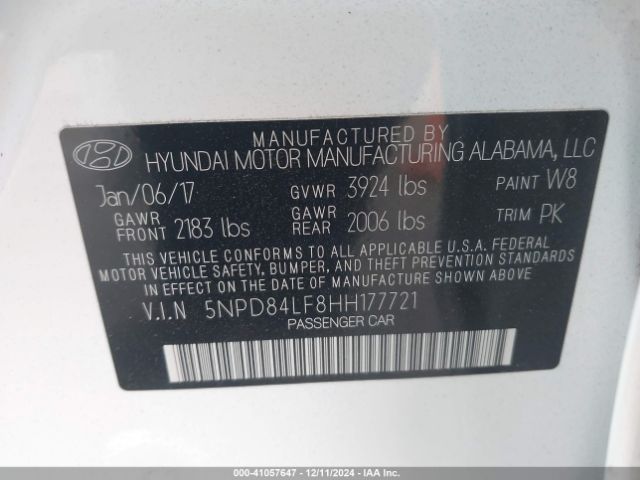 MANUFACTURED BY
HYUNDAI MOTOR MANUFACTURING ALABAMA, LLC
Jan/06/17 GVWR 3924 lbs PAINT W8
GAWR FRONT 2183 lbs GAWR REAR 2006 lbs TRIM PK
THIS VEHICLE CONFORMS TO ALL APPLICABLE U.S.A. FEDERAL
MOTOR VEHICLE SAFETY, BUMPER, AND THEFT PREVENTION STANDARDS
IN EFFECT ON THE DATE OF MANUFACTURE SHOWN ABOVE.
V.I.N 5NPD84LF8HH177721
PASSENGER CAR
000-41057647 • 12/11/2024 - IAA Inc.